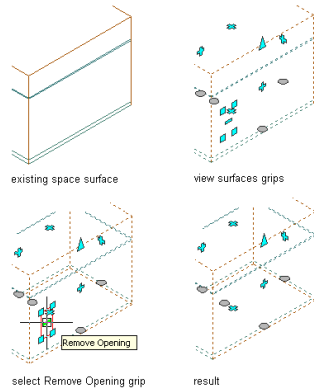 existing space surface
view surfaces grips
Remove Opening
select Remove Opening grip
result